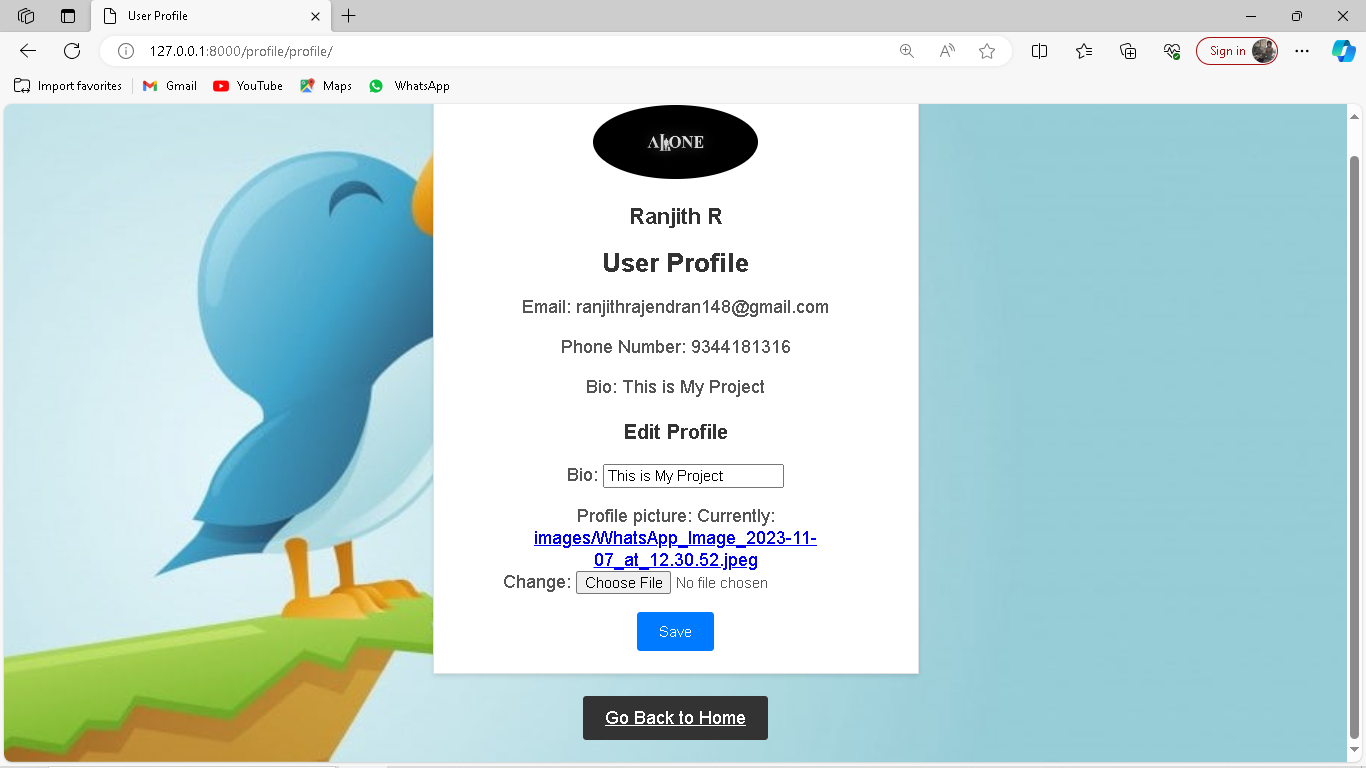 User Profile
127.0.0.1:8000/profile/profile/
Sign in
Import favorites
Gmail
YouTube
Maps
WhatsApp
ALONE
Ranjith R
User Profile
Email: ranjithrajendran148@gmail.com
Phone Number: 9344181316
Bio: This is My Project
Edit Profile
Bio: This is My Project
Profile picture: Currently:
images/WhatsApp_Image_2023-11-
07_at_12.30.52.jpeg
Change: Choose File No file chosen
Save
Go Back to Home